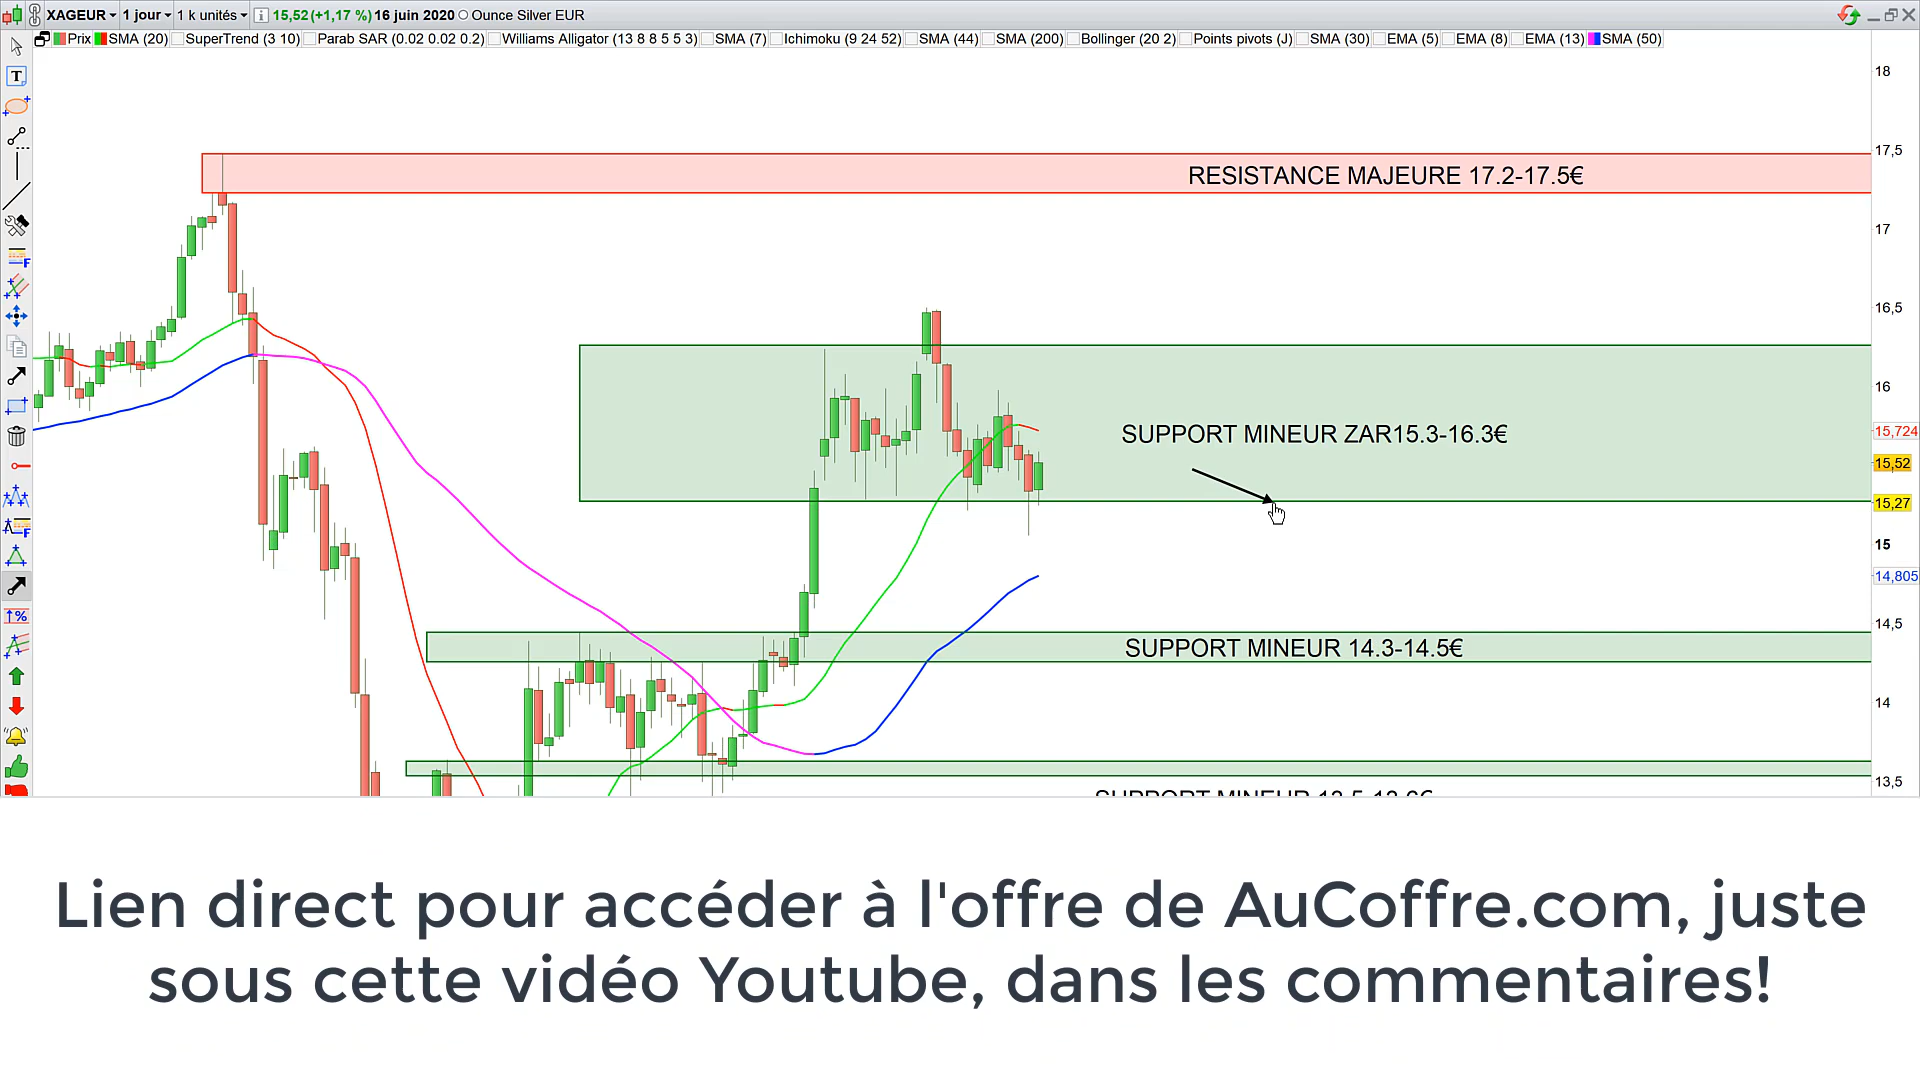 XAGEUR 1 jour 1 k unités i 15,52 (+1,17 %) 16 juin 2020 Ounce Silver EUR
Prix SMA (20) SuperTrend (3 10) Parab SAR (0.02 0.02 0.2) Williams Alligator (13 8 8 5 5 3) SMA (7) Ichimoku (9 24 52) SMA (44) SMA (200) Bollinger (20 2) Points pivots (J) SMA (30) EMA (5) EMA (8) EMA (13) SMA (50)
18
17,5
RESISTANCE MAJEURE 17.2-17.5€
17
16,5
16
15,724
SUPPORT MINEUR ZAR15.3-16.3€
15,52
15,27
15
14,805
14,5
SUPPORT MINEUR 14.3-14.5€
14
13,5
SUPPORT MINEUR
Lien direct pour accéder à l'offre de AuCoffre.com, juste
sous cette vidéo Youtube, dans les commentaires!